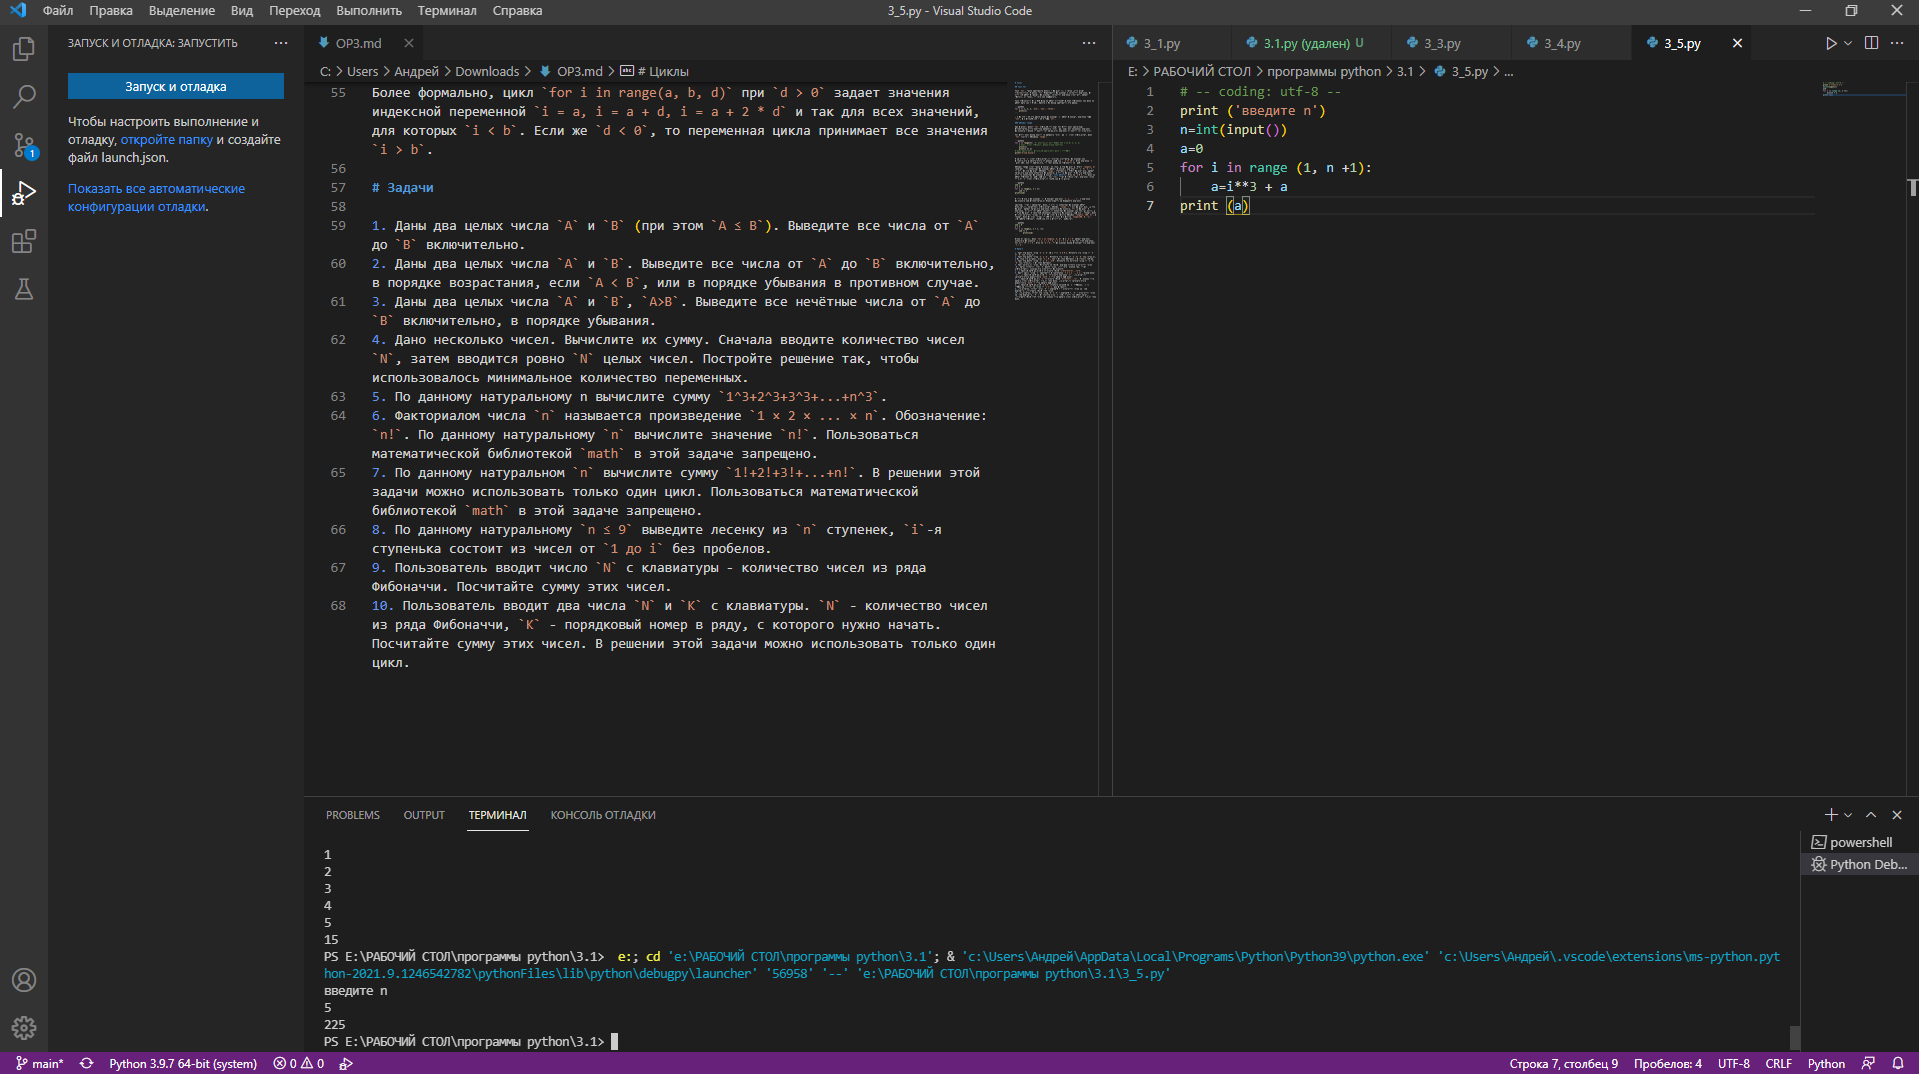 Файл Правка Выделение Вид Переход Выполнить Терминал Справка
3_5.py - Visual Studio Code
ЗАПУСК И ОТЛАДКА: ЗАПУСТИТЬ
Запуск и отладка
Чтобы настроить выполнение и
отладку, откройте папку и создайте
файл launch.json.
Показать все автоматические
конфигурации отладки.
1
OP3.md
C: > Users > Андрей > Downloads > OP3.md > # Циклы
55 Более формально, цикл `for i in range(a, b, d)` при `d > 0` задает значения
индексной переменной `i = a, i = a + d, i = a + 2 * d` и так для всех значений,
для которых `i < b`. Если же `d < 0`, то переменная цикла принимает все значения
`i > b`.
56
57 # Задачи
58
59 1. Даны два целых числа `A` и `B` (при этом `A ≤ B`). Выведите все числа от `A`
до `B` включительно.
60 2. Даны два целых числа `A` и `B`. Выведите все числа от `A` до `B` включительно,
в порядке возрастания, если `A < B`, или в порядке убывания в противном случае.
61 3. Даны два целых числа `A` и `B`, `A>B`. Выведите все нечётные числа от `A` до
`B` включительно, в порядке убывания.
62 4. Дано несколько чисел. Вычислите их сумму. Сначала вводите количество чисел
`N`, затем вводится ровно `N` целых чисел. Постройте решение так, чтобы
использовалось минимальное количество переменных.
63 5. По данному натуральному n вычислите сумму `1^3+2^3+3^3+...+n^3`.
64 6. Факториалом числа `n` называется произведение `1 × 2 × ... × n`. Обозначение:
`n!`. По данному натуральному `n` вычислите значение `n!`. Пользоваться
математической библиотекой `math` в этой задаче запрещено.
65 7. По данному натуральном `n` вычислите сумму `1!+2!+3!+...+n!`. В решении этой
задачи можно использовать только один цикл. Пользоваться математической
библиотекой `math` в этой задаче запрещено.
66 8. По данному натуральному `n ≤ 9` выведите лесенку из `n` ступенек, `i`-я
ступенька состоит из чисел от `1 до i` без пробелов.
67 9. Пользователь вводит число `N` с клавиатуры - количество чисел из ряда
Фибоначчи. Посчитайте сумму этих чисел.
68 10. Пользователь вводит два числа `N` и `K` с клавиатуры. `N` - количество чисел
из ряда Фибоначчи, `K` - порядковый номер в ряду, с которого нужно начать.
Посчитайте сумму этих чисел. В решении этой задачи можно использовать только один
цикл.
3_1.py 3.1.py (удален) U 3_3.py 3_4.py 3_5.py
E: > РАБОЧИЙ СТОЛ > программы python > 3.1 > 3_5.py > ...
1 # -- coding: utf-8 --
2 print ('введите n')
3 n=int(input())
4 a=0
5 for i in range (1, n +1):
6 a=i**3 + a
7 print (a)
PROBLEMS OUTPUT ТЕРМИНАЛ КОНСОЛЬ ОТЛАДКИ
1
2
3
4
5
15
PS E:\РАБОЧИЙ СТОЛ\программы python\3.1> e:; cd 'e:\РАБОЧИЙ СТОЛ\программы python\3.1'; & 'c:\Users\Андрей\AppData\Local\Programs\Python\Python39\python.exe' 'c:\Users\Андрей\.vscode\extensions\ms-python.pyt
hon-2021.9.1246542782\pythonFiles\lib\python\debugpy\launcher' '56958' '--' 'e:\РАБОЧИЙ СТОЛ\программы python\3.1\3_5.py'
введите n
5
225
PS E:\РАБОЧИЙ СТОЛ\программы python\3.1>
powershell
Python Deb...
main* Python 3.9.7 64-bit (system) 0 0
Строка 7, столбец 9 Пробелов: 4 UTF-8 CRLF Python